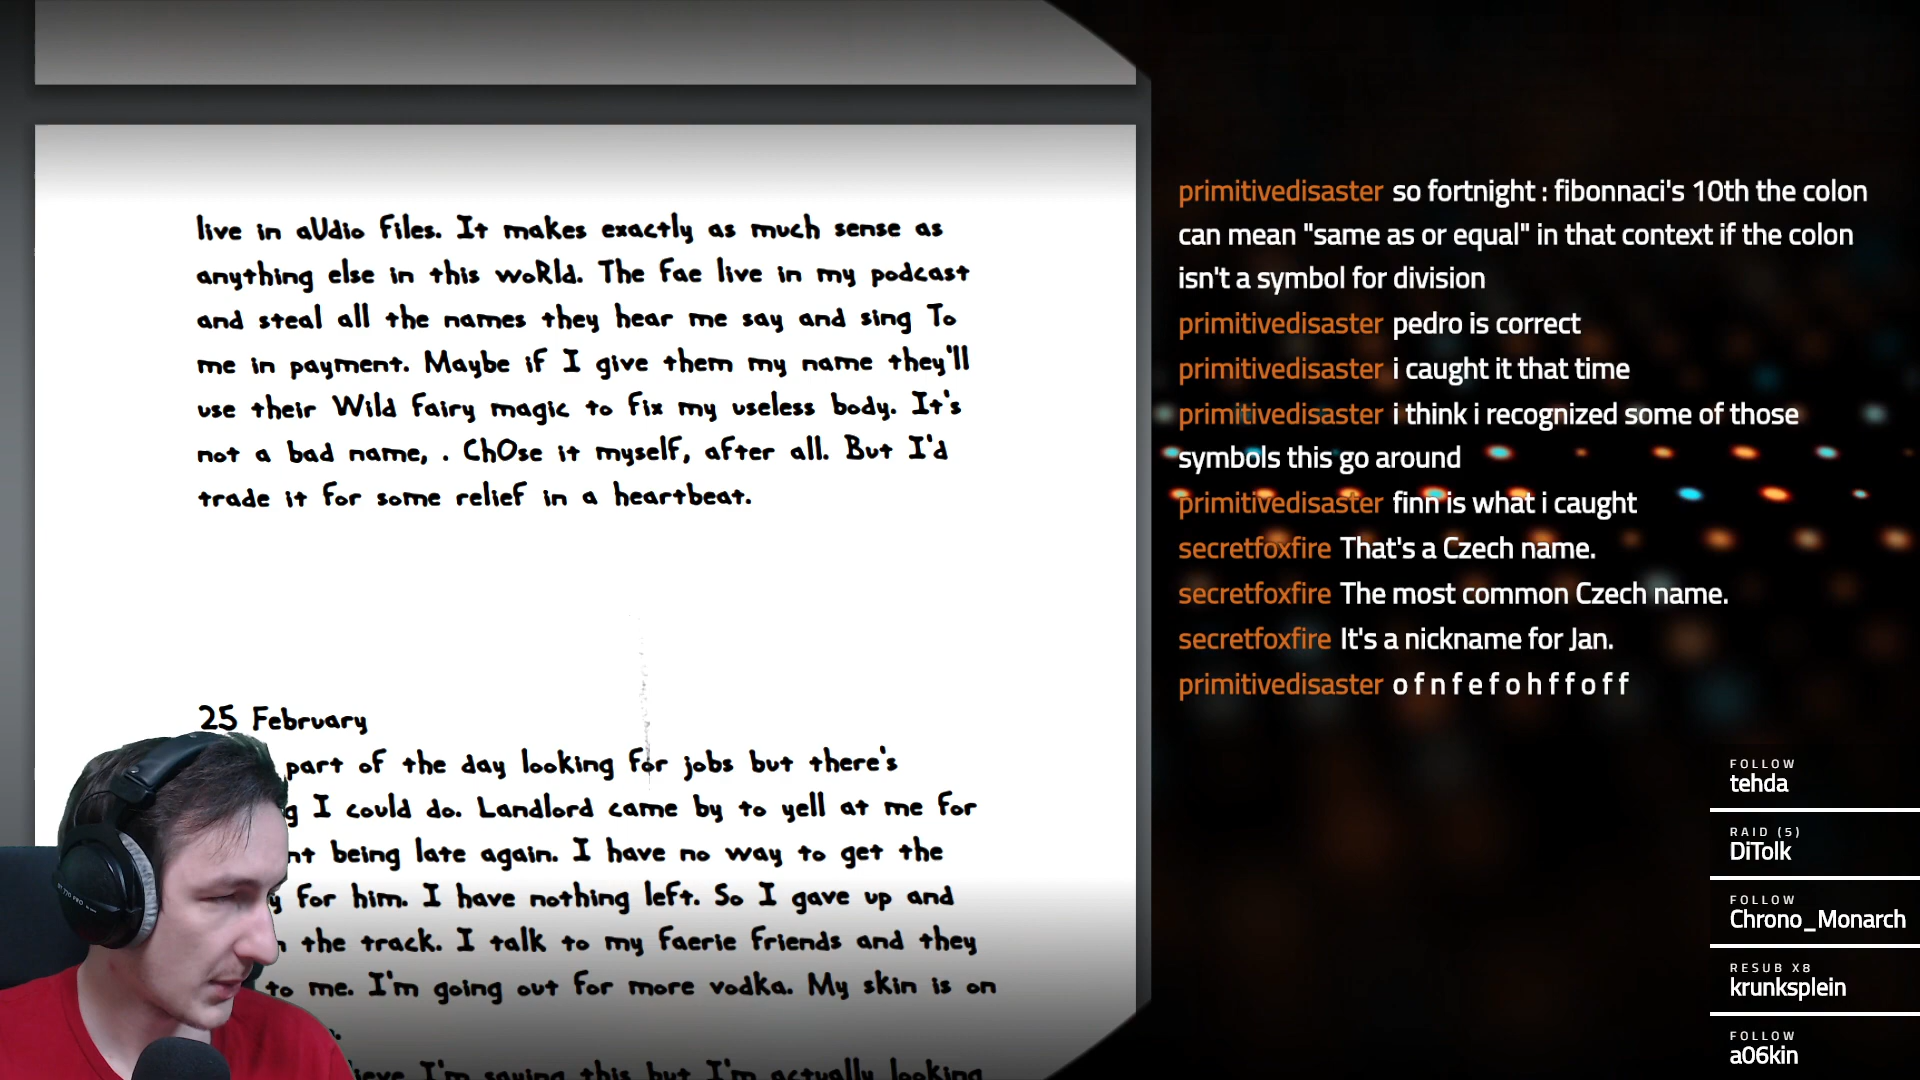 live in aUdio files. It makes exactly as much sense as
anything else in this woRld. The fae live in my podcast
and steal all the names they hear me say and sing To
me in payment. Maybe if I give them my name they'll
use their Wild fairy magic to fix my useless body. It's
not a bad name, . ChOse it myself, after all. But I'd
trade it for some relief in a heartbeat.
25 February
part of the day looking for jobs but there's
g I could do. Landlord came by to yell at me for
nt being late again. I have no way to get the
y for him. I have nothing left. So I gave up and
the track. I talk to my faerie friends and they
to me. I'm going out for more vodka. My skin is on
I'm saying this but I'm actually looking
primitivedisaster so fortnight : fibonnaci's 10th the colon
can mean "same as or equal" in that context if the colon
isn't a symbol for division
primitivedisaster pedro is correct
primitivedisaster i caught it that time
primitivedisaster i think i recognized some of those
symbols this go around
primitivedisaster finn is what i caught
secretfoxfire That's a Czech name.
secretfoxfire The most common Czech name.
secretfoxfire It's a nickname for Jan.
primitivedisaster o f n f e f o h f f o f f
FOLLOW
tehda
RAID (5)
DiTolk
FOLLOW
Chrono_Monarch
RESUB X8
krunksplein
FOLLOW
a06kin